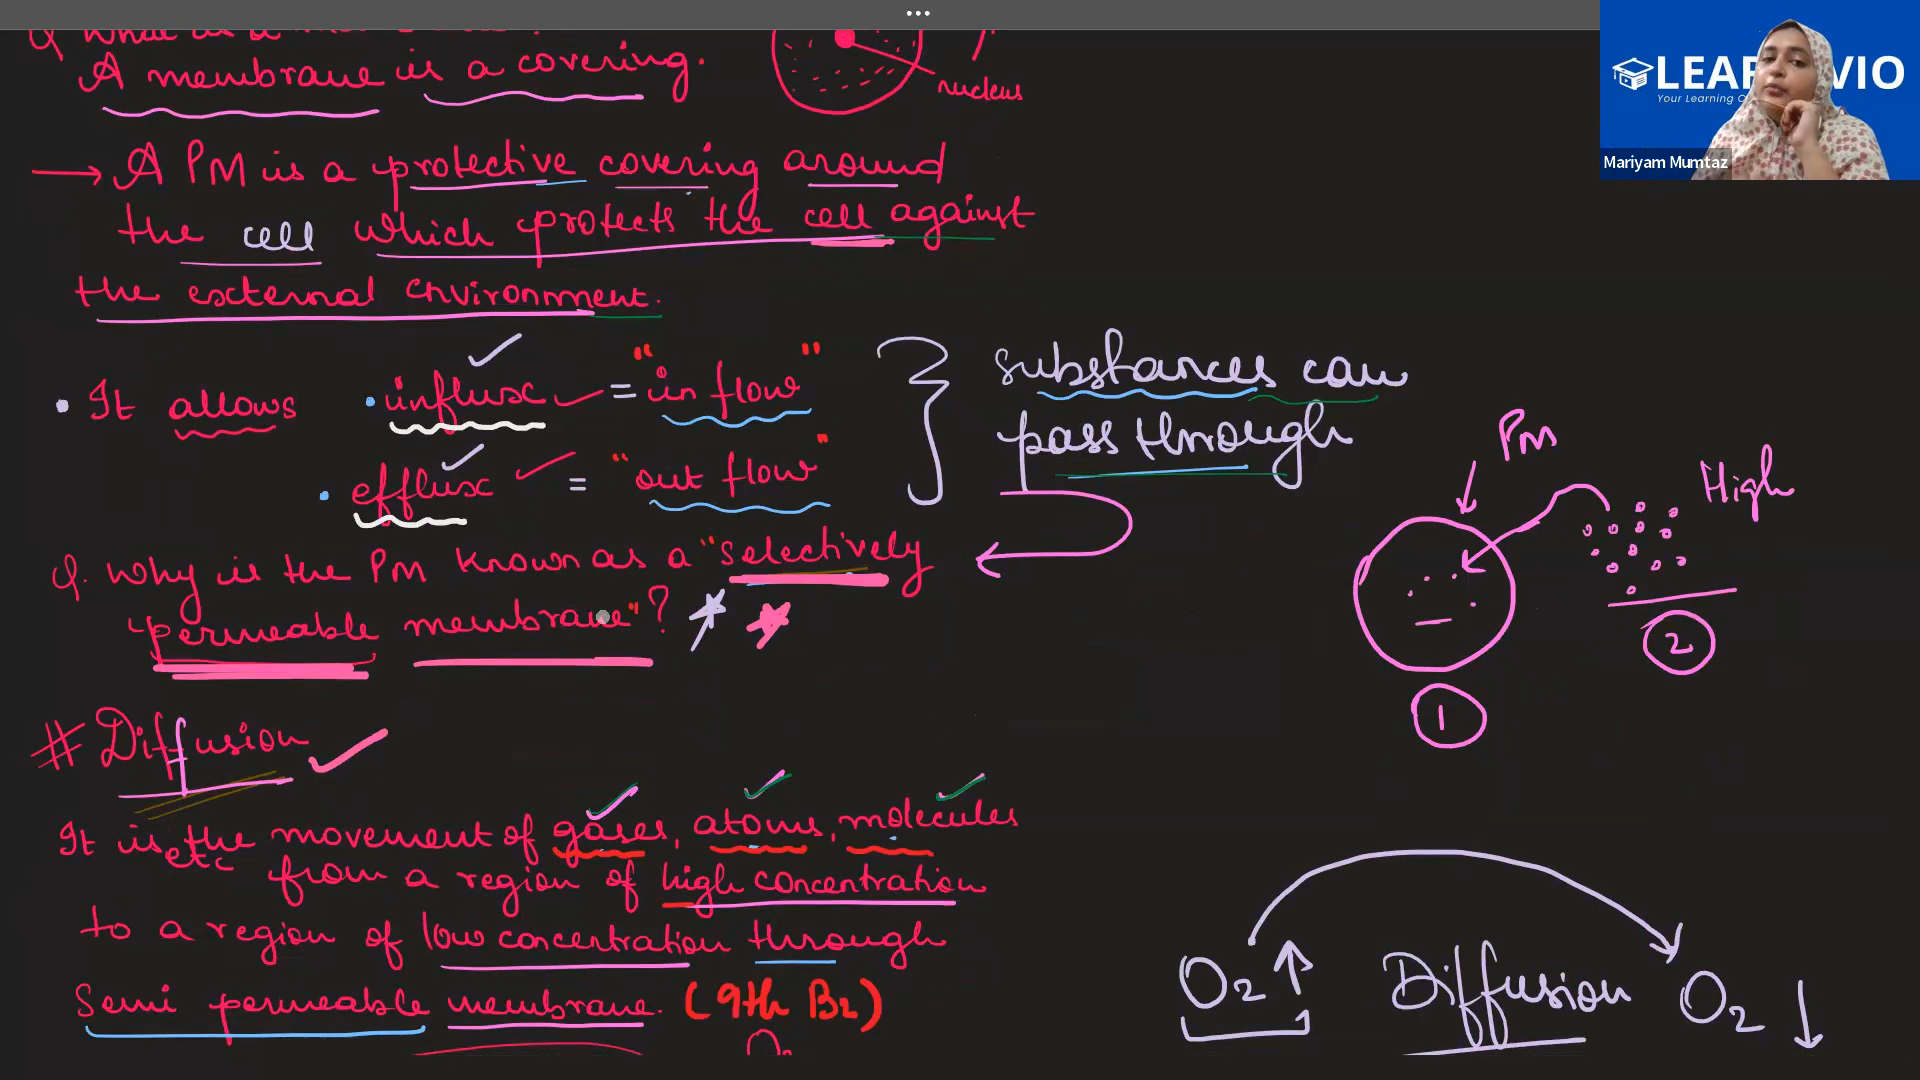 A membrane is a covering.
nucleus
→ A PM is a protective covering around
the cell which protects the cell against
the external environment.
• It allows • influx = "in flow"
• efflux = "out flow"
substances can
pass through
Q. Why is the PM known as a "selectively
permeable membrane"?
PM
High
1
2
# Diffusion
It is the movement of gases, atoms, molecules
etc from a region of high concentration
to a region of low concentration through
Semi permeable membrane. (9th B2)
O2 ↑ Diffusion O2 ↓
Your Learning
Mariyam Mumtaz